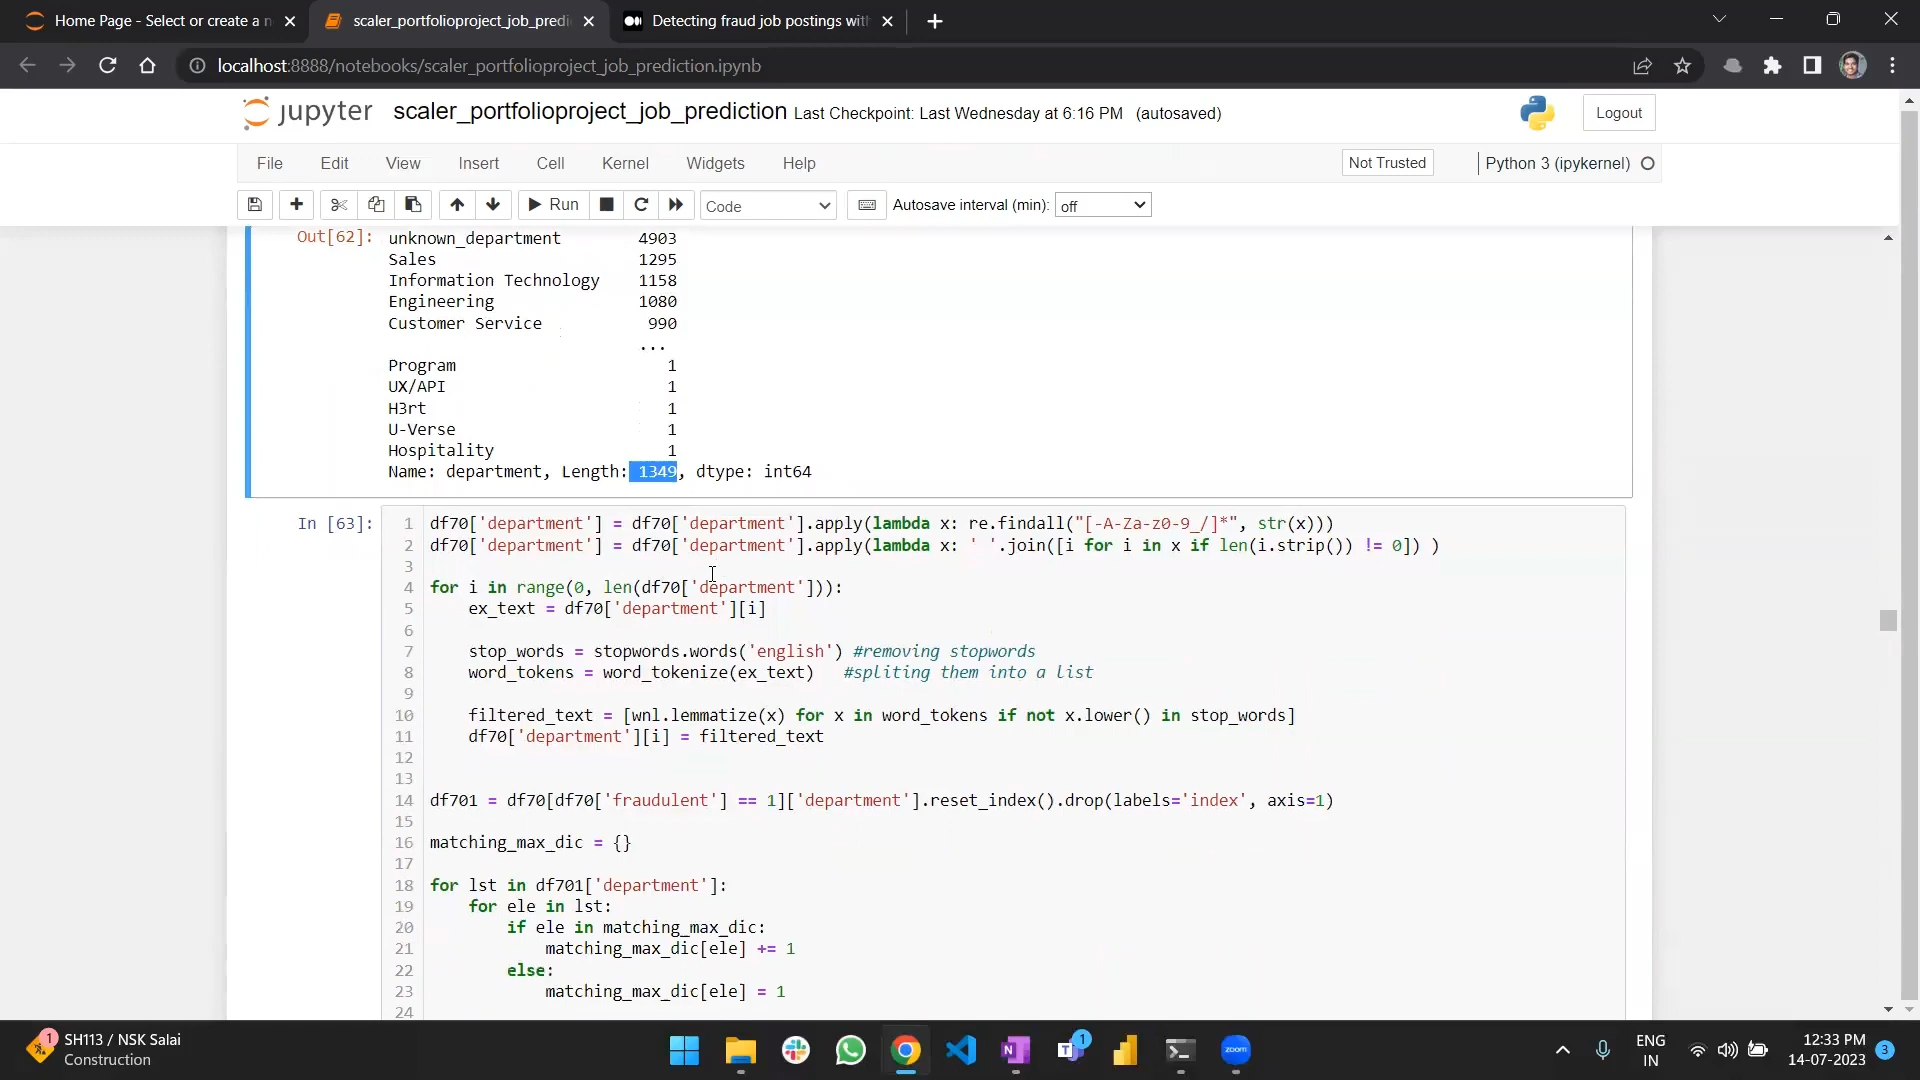 Home Page - Select or create a n
scaler_portfolioproject_job_predi
Detecting fraud job postings with
localhost:8888/notebooks/scaler_portfolioproject_job_prediction.ipynb
jupyter scaler_portfolioproject_job_prediction Last Checkpoint: Last Wednesday at 6:16 PM (autosaved)
Logout
File Edit View Insert Cell Kernel Widgets Help
Not Trusted
Python 3 (ipykernel)
Run
Code
Autosave interval (min): off
Out[62]: unknown_department 4903
Sales 1295
Information Technology 1158
Engineering 1080
Customer Service 990
...
Program 1
UX/API 1
H3rt 1
U-Verse 1
Hospitality 1
Name: department, Length: 1349, dtype: int64
In [63]:
1 df70['department'] = df70['department'].apply(lambda x: re.findall("[-A-Za-z0-9_/]*", str(x)))
2 df70['department'] = df70['department'].apply(lambda x: ' '.join([i for i in x if len(i.strip()) != 0]) )
3
4 for i in range(0, len(df70['department'])):
5 ex_text = df70['department'][i]
6
7 stop_words = stopwords.words('english') #removing stopwords
8 word_tokens = word_tokenize(ex_text) #spliting them into a list
9
10 filtered_text = [wnl.lemmatize(x) for x in word_tokens if not x.lower() in stop_words]
11 df70['department'][i] = filtered_text
12
13
14 df701 = df70[df70['fraudulent'] == 1]['department'].reset_index().drop(labels='index', axis=1)
15
16 matching_max_dic = {}
17
18 for lst in df701['department']:
19 for ele in lst:
20 if ele in matching_max_dic:
21 matching_max_dic[ele] += 1
22 else:
23 matching_max_dic[ele] = 1
24
1
SH113 / NSK Salai
Construction
1
zoom
ENG
IN
12:33 PM
14-07-2023
3